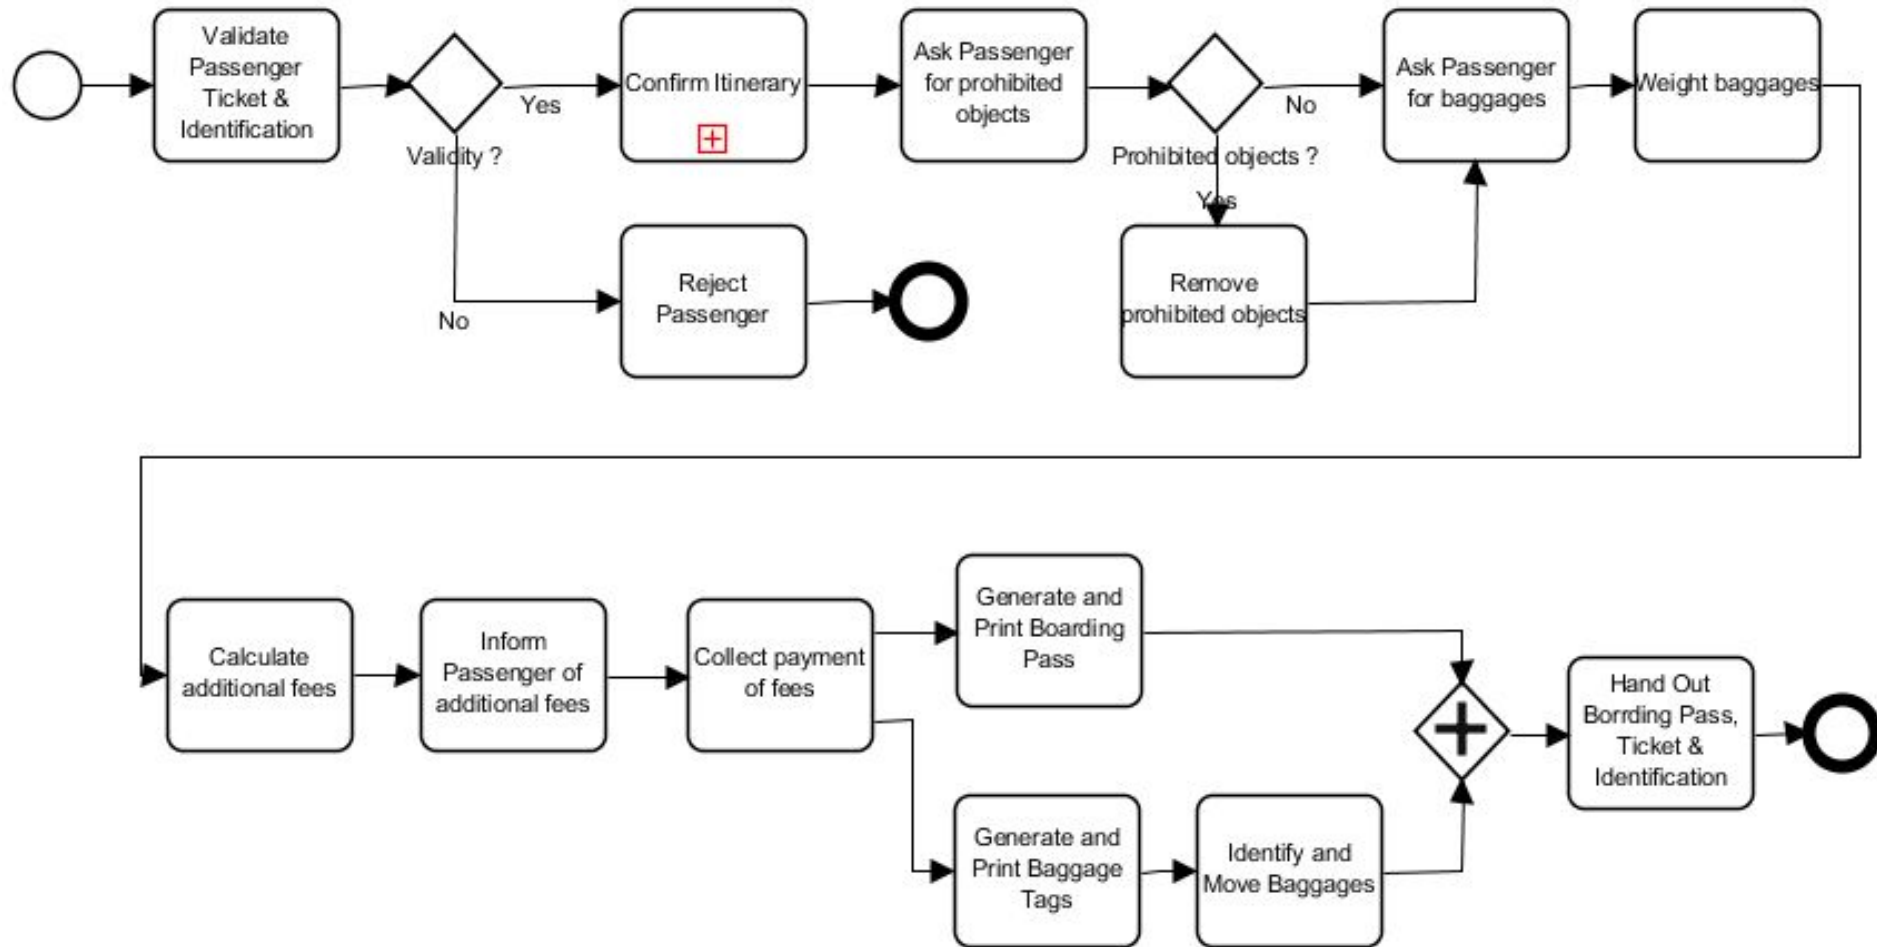 Validate
Passenger
Ticket &
Identification
Validity ?
Yes
No
Confirm Itinerary
Reject
Passenger
Ask Passenger
for prohibited
objects
Prohibited objects ?
No
Yes
Remove
prohibited objects
Ask Passenger
for baggages
Weight baggages
Calculate
additional fees
Inform
Passenger of
additional fees
Collect payment
of fees
Generate and
Print Boarding
Pass
Generate and
Print Baggage
Tags
Identify and
Move Baggages
Hand Out
Borrding Pass,
Ticket &
Identification